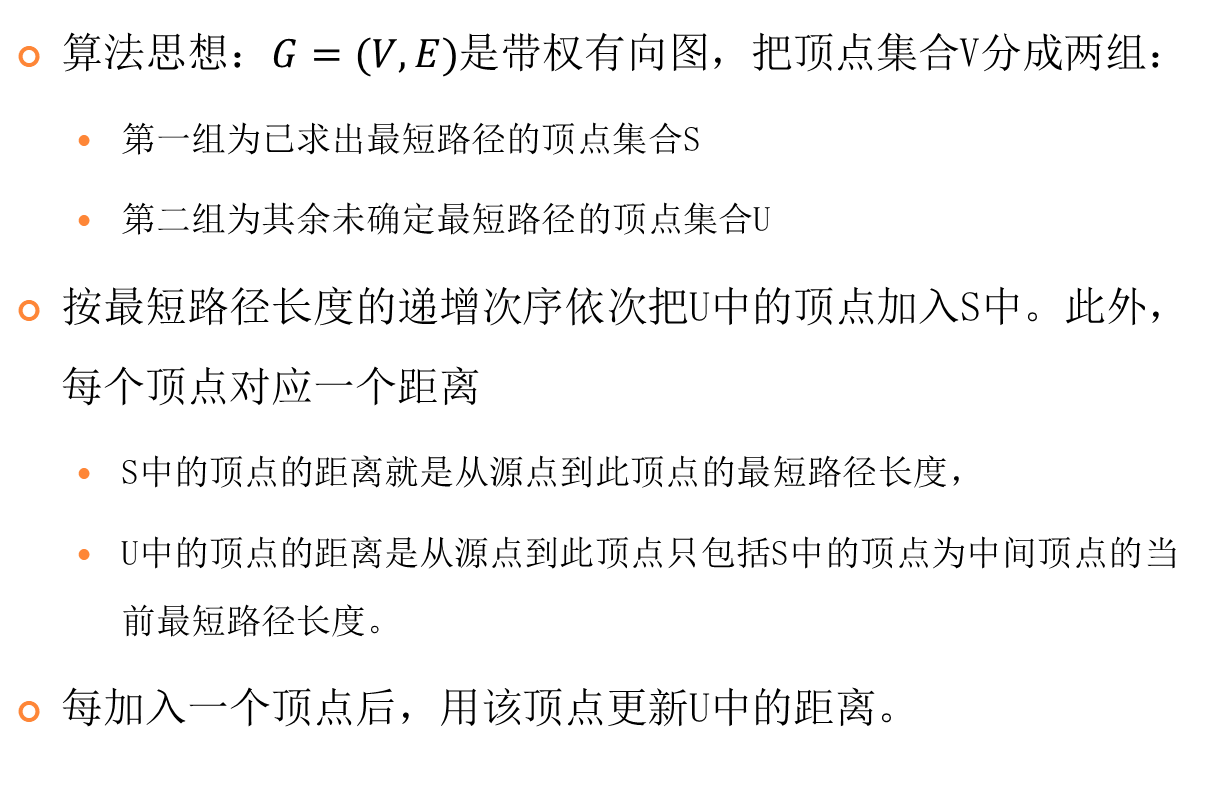 算法思想：G = (V, E)是带权有向图，把顶点集合V分成两组：
第一组为已求出最短路径的顶点集合S
第二组为其余未确定最短路径的顶点集合U
按最短路径长度的递增次序依次把U中的顶点加入S中。此外，
每个顶点对应一个距离
S中的顶点的距离就是从源点到此顶点的最短路径长度，
U中的顶点的距离是从源点到此顶点只包括S中的顶点为中间顶点的当
前最短路径长度。
每加入一个顶点后，用该顶点更新U中的距离。